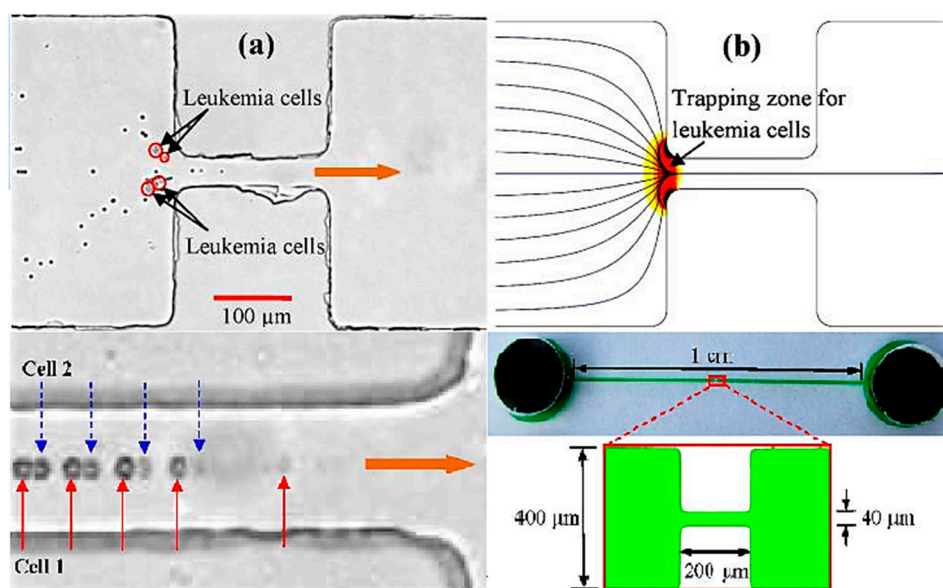 (a)
Leukemia cells
Leukemia cells
100 μm
(b)
Trapping zone for
leukemia cells
Cell 2
Cell 1
1 cm
400 μm
40 μm
200 μm